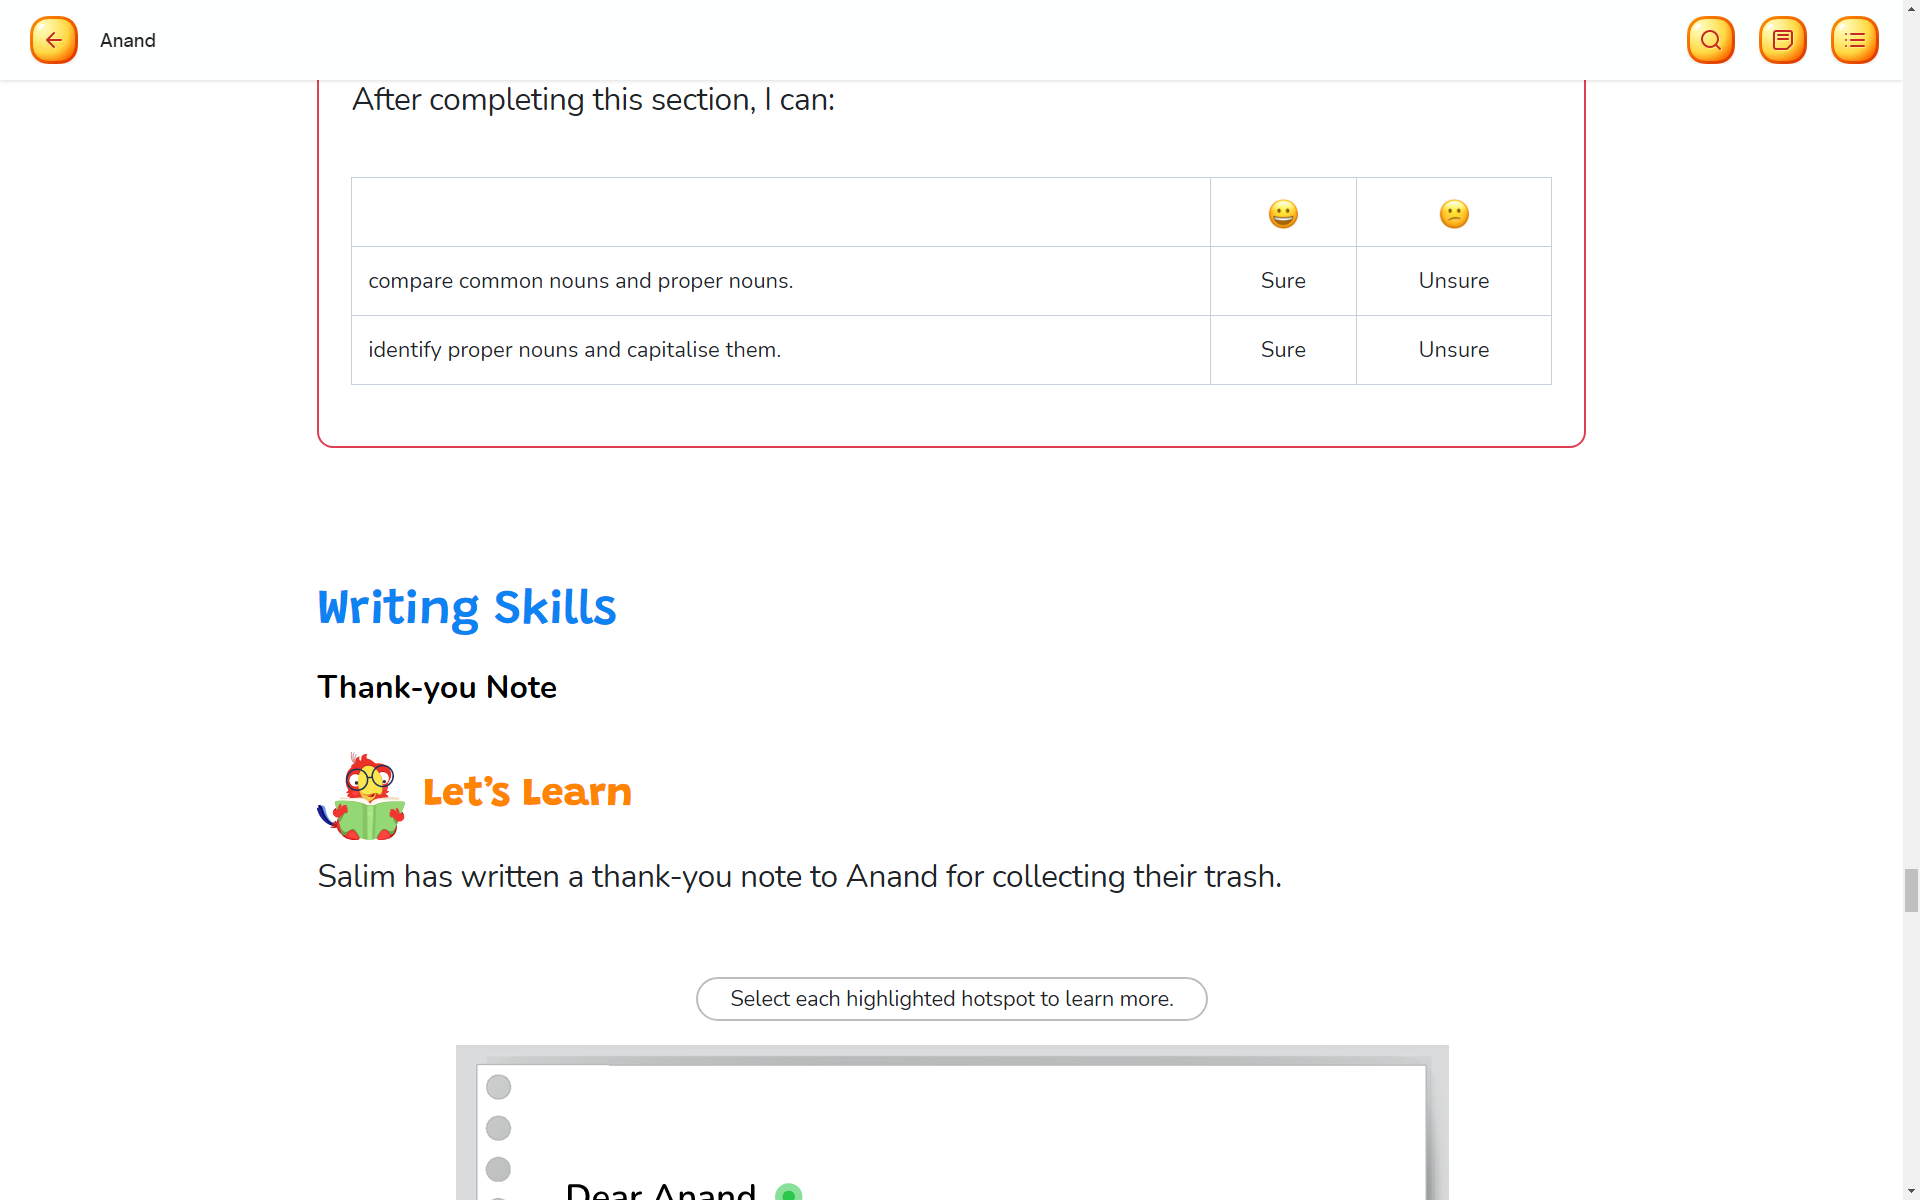 Anand
After completing this section, I can:
compare common nouns and proper nouns. Sure Unsure
identify proper nouns and capitalise them. Sure Unsure
Writing Skills
Thank-you Note
Let's Learn
Salim has written a thank-you note to Anand for collecting their trash.
Select each highlighted hotspot to learn more.
Dear Anand